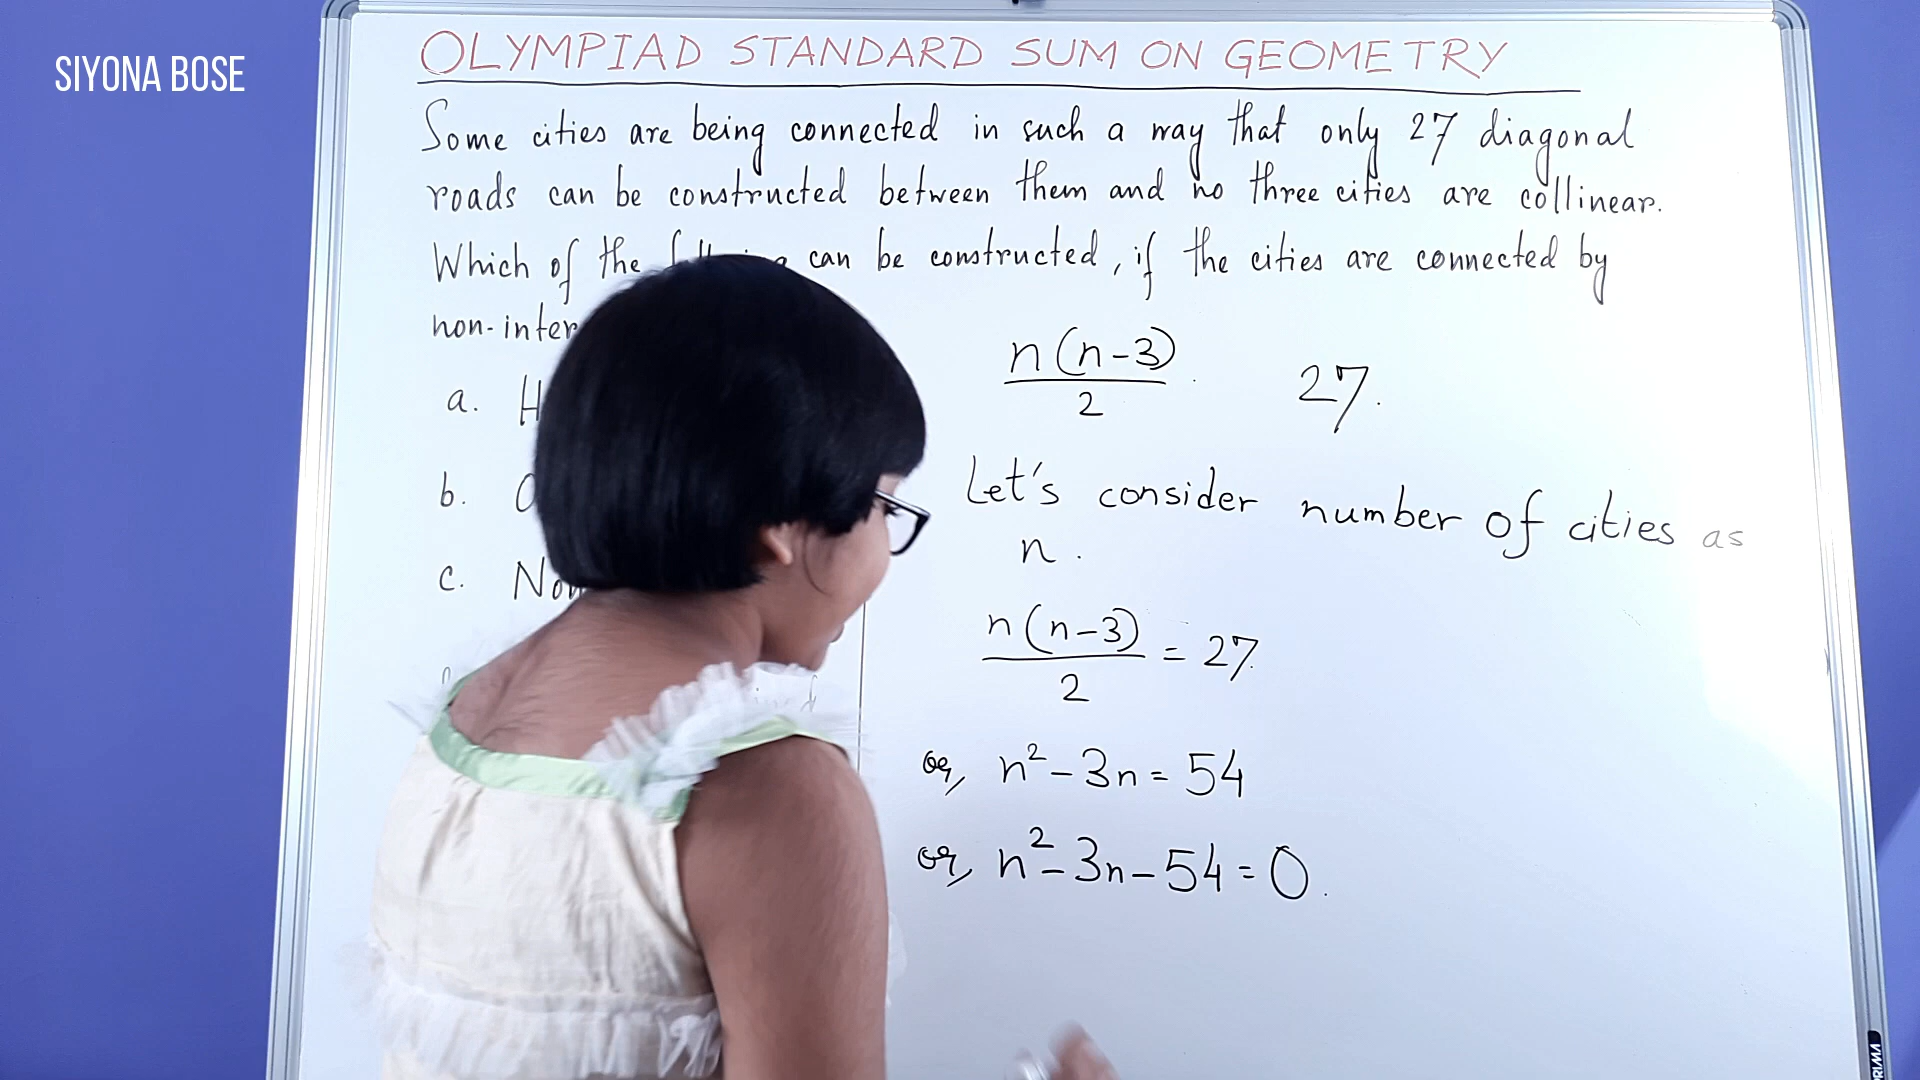 SIYONA BOSE
OLYMPIAD STANDARD SUM ON GEOMETRY
Some cities are being connected in such a way that only 27 diagonal
roads can be constructed between them and no three cities are collinear.
Which of the can be constructed, if the cities are connected by
non-inter
n(n-3)/2 27.
a. H
b.
Let's consider number of cities as
n.
c. Non
n(n-3)/2 = 27
or, n² - 3n = 54
or, n² - 3n - 54 = 0.